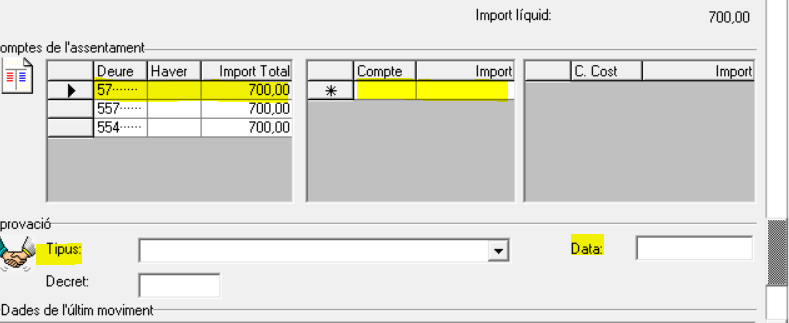 Import líquid: 700,00
omptes de l'assentament
Deure Haver Import Total Compte Import C. Cost Import
57······· 700,00
557······ 700,00
554······ 700,00
provació
Tipus: Data:
Decret:
Dades de l'últim moviment